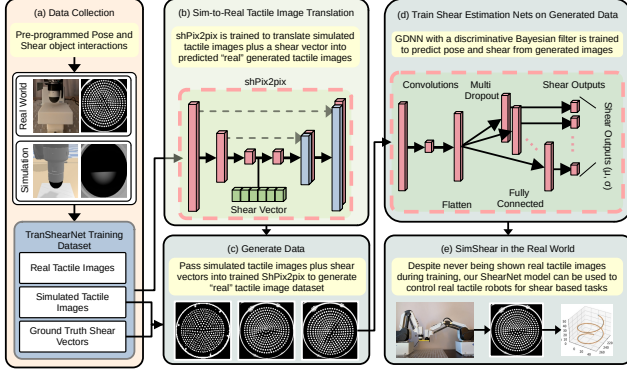 (a) Data Collection
Pre-programmed Pose and
Shear object interactions
Real World
Simulation
TranShearNet Training
Dataset
Real Tactile Images
Simulated Tactile
Images
Ground Truth Shear
Vectors
(b) Sim-to-Real Tactile Image Translation
shPix2pix is trained to translate simulated
tactile images plus a shear vector into
predicted "real" generated tactile images
shPix2pix
Shear Vector
(c) Generate Data
Pass simulated tactile images plus shear
vectors into trained ShPix2pix to generate
"real" tactile image dataset
(d) Train Shear Estimation Nets on Generated Data
GDNN with a discriminative Bayesian filter is trained
to predict pose and shear from generated images
Convolutions
Multi
Dropout
Shear Outputs
Shear Outputs (μ, σ)
Flatten
Fully
Connected
(e) SimShear in the Real World
Despite never being shown real tactile images
during training, our ShearNet model can be used to
control real tactile robots for shear based tasks